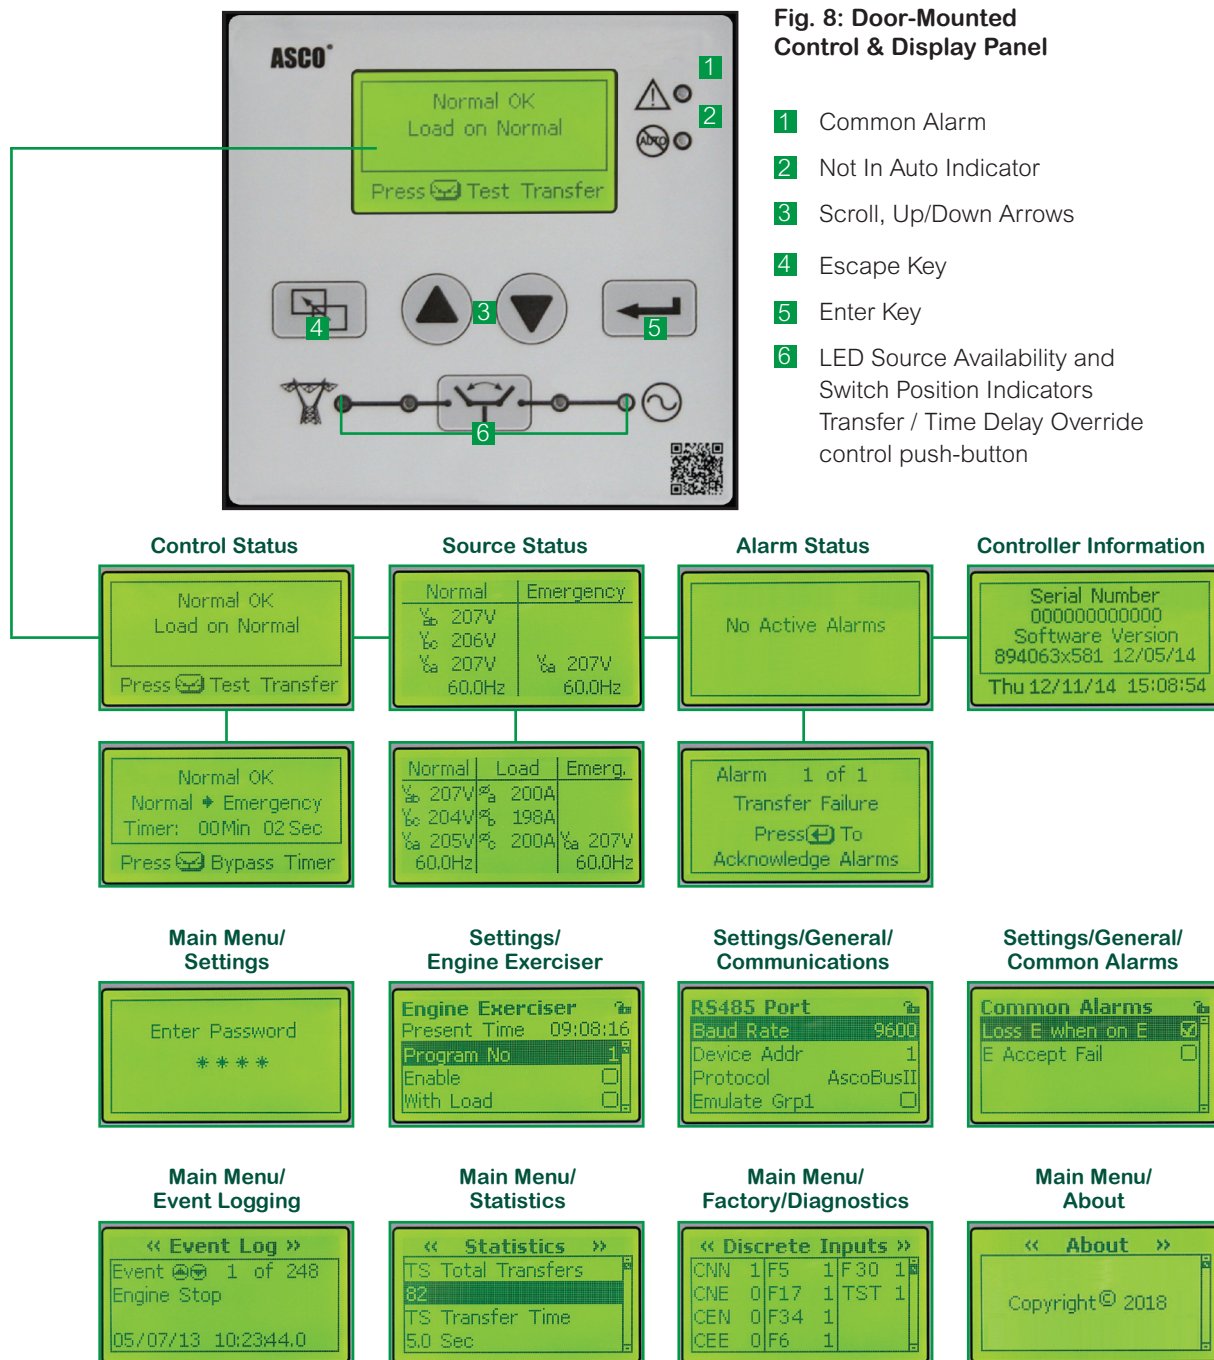 Fig. 8: Door-Mounted
Control & Display Panel
ASCO®
Normal OK
Load on Normal
Press Test Transfer
AUTO
1
2
3
4
5
6
1 Common Alarm
2 Not In Auto Indicator
3 Scroll, Up/Down Arrows
4 Escape Key
5 Enter Key
6 LED Source Availability and
Switch Position Indicators
Transfer / Time Delay Override
control push-button
Control Status
Normal OK
Load on Normal
Press Test Transfer
Source Status
Normal Emergency
Vab 207V
Vbc 206V
Vca 207V Vca 207V
60.0Hz 60.0Hz
Alarm Status
No Active Alarms
Controller Information
Serial Number
000000000000
Software Version
894063x581 12/05/14
Thu 12/11/14 15:08:54
Normal OK
Normal → Emergency
Timer: 00Min 02Sec
Press Bypass Timer
Normal Load Emerg.
Vab 207V øa 200A
Vbc 204V øb 198A
Vca 205V øc 200A Vca 207V
60.0Hz 60.0Hz
Alarm 1 of 1
Transfer Failure
Press To
Acknowledge Alarms
Main Menu/
Settings
Enter Password
****
Settings/
Engine Exerciser
Engine Exerciser
Present Time 09:08:16
Program No 1
Enable
With Load
Settings/General/
Communications
RS485 Port
Baud Rate 9600
Device Addr 1
Protocol AscoBusII
Emulate Grp1
Settings/General/
Common Alarms
Common Alarms
Loss E when on E
E Accept Fail
Main Menu/
Event Logging
<< Event Log >>
Event 1 of 248
Engine Stop
05/07/13 10:23:44.0
Main Menu/
Statistics
<< Statistics >>
TS Total Transfers
82
TS Transfer Time
5.0 Sec
Main Menu/
Factory/Diagnostics
<< Discrete Inputs >>
CNN 1 F5 1 F30 1
CNE 0 F17 1 TST 1
CEN 0 F34 1
CEE 0 F6 1
Main Menu/
About
<< About >>
Copyright© 2018